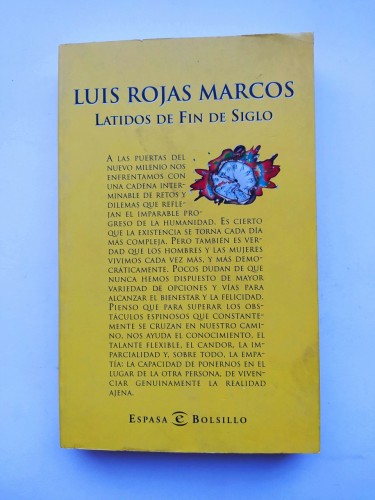 LUIS ROJAS MARCOS
LATIDOS DE FIN DE SIGLO
A LAS PUERTAS DEL
NUEVO MILENIO NOS
ENFRENTAMOS CON
UNA CADENA INTER-
MINABLE DE RETOS Y
DILEMAS QUE REFLE-
JAN EL IMPARABLE PRO-
GRESO DE LA HUMANIDAD. ES CIERTO
QUE LA EXISTENCIA SE TORNA CADA DÍA
MÁS COMPLEJA. PERO TAMBIÉN ES VER-
DAD QUE LOS HOMBRES Y LAS MUJERES
VIVIMOS CADA VEZ MÁS, Y MÁS DEMO-
CRÁTICAMENTE. POCOS DUDAN DE QUE
NUNCA HEMOS DISPUESTO DE MAYOR
VARIEDAD DE OPCIONES Y VÍAS PARA
ALCANZAR EL BIENESTAR Y LA FELICIDAD.
PIENSO QUE PARA SUPERAR LOS OBS-
TÁCULOS ESPINOSOS QUE CONSTANTE-
MENTE SE CRUZAN EN NUESTRO CAMI-
NO, NOS AYUDA EL CONOCIMIENTO, EL
TALANTE FLEXIBLE, EL CANDOR, LA IM-
PARCIALIDAD Y, SOBRE TODO, LA EMPA-
TÍA: LA CAPACIDAD DE PONERNOS EN EL
LUGAR DE LA OTRA PERSONA, DE VIVEN-
CIAR GENUINAMENTE LA REALIDAD
AJENA.
ESPASA e BOLSILLO